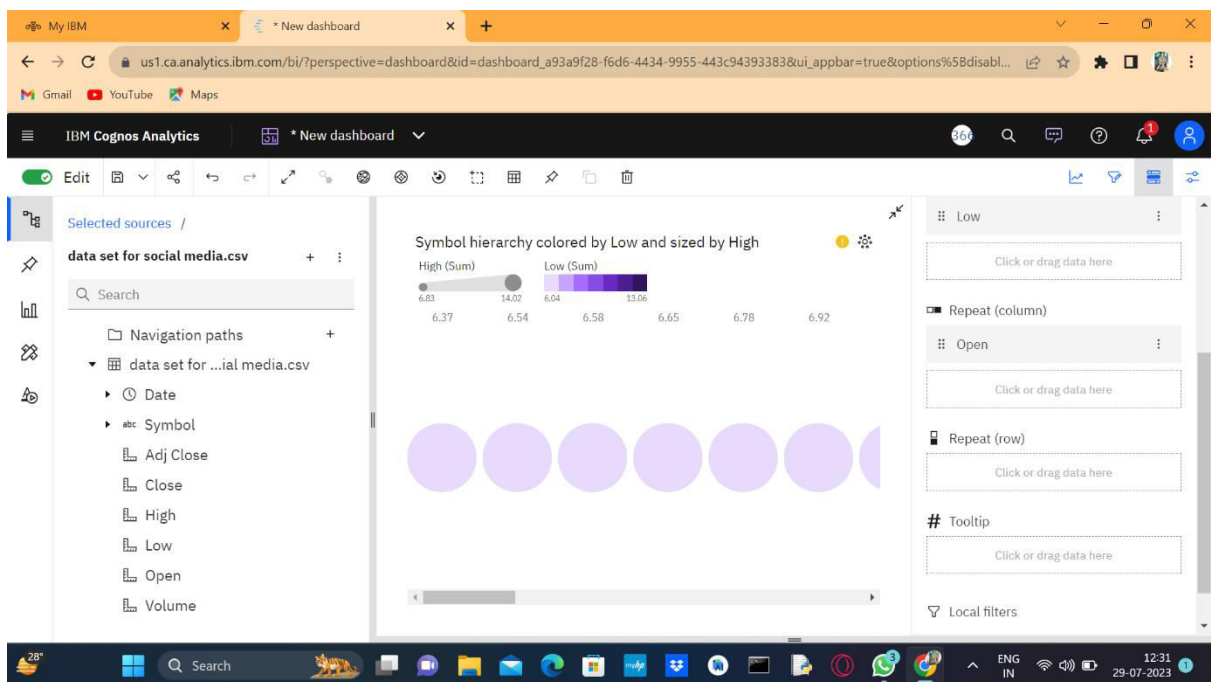 My IBM
* New dashboard
us1.ca.analytics.ibm.com/bi/?perspective=dashboard&id=dashboard_a93a9f28-f6d6-4434-9955-443c94393383&ui_appbar=true&options%5Bdisabl...
Gmail YouTube Maps
IBM Cognos Analytics
* New dashboard
366
1
Edit
Selected sources /
data set for social media.csv
Search
Navigation paths
data set for ...ial media.csv
Date
abc Symbol
Adj Close
Close
High
Low
Open
Volume
Symbol hierarchy colored by Low and sized by High
High (Sum) Low (Sum)
6.83 14.02 6.04 13.06
6.37 6.54 6.58 6.65 6.78 6.92
Low
Click or drag data here
Repeat (column)
Open
Click or drag data here
Repeat (row)
Click or drag data here
# Tooltip
Click or drag data here
Local filters
28°
Search
myhp
3
ENG
IN
12:31
29-07-2023
1